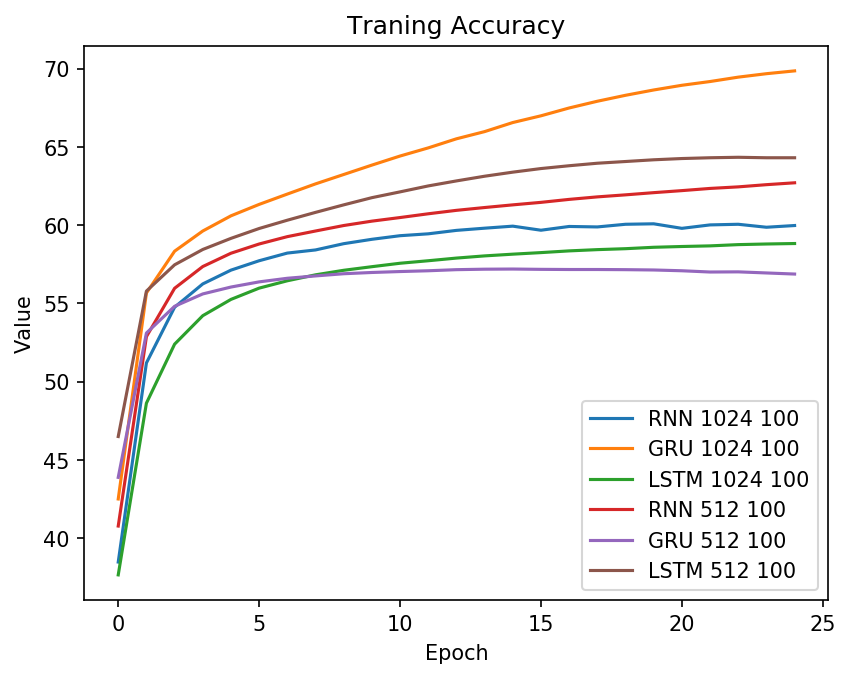 Traning Accuracy
Value
70
65
60
55
50
45
40
0
5
10
15
20
25
Epoch
RNN 1024 100
GRU 1024 100
LSTM 1024 100
RNN 512 100
GRU 512 100
LSTM 512 100